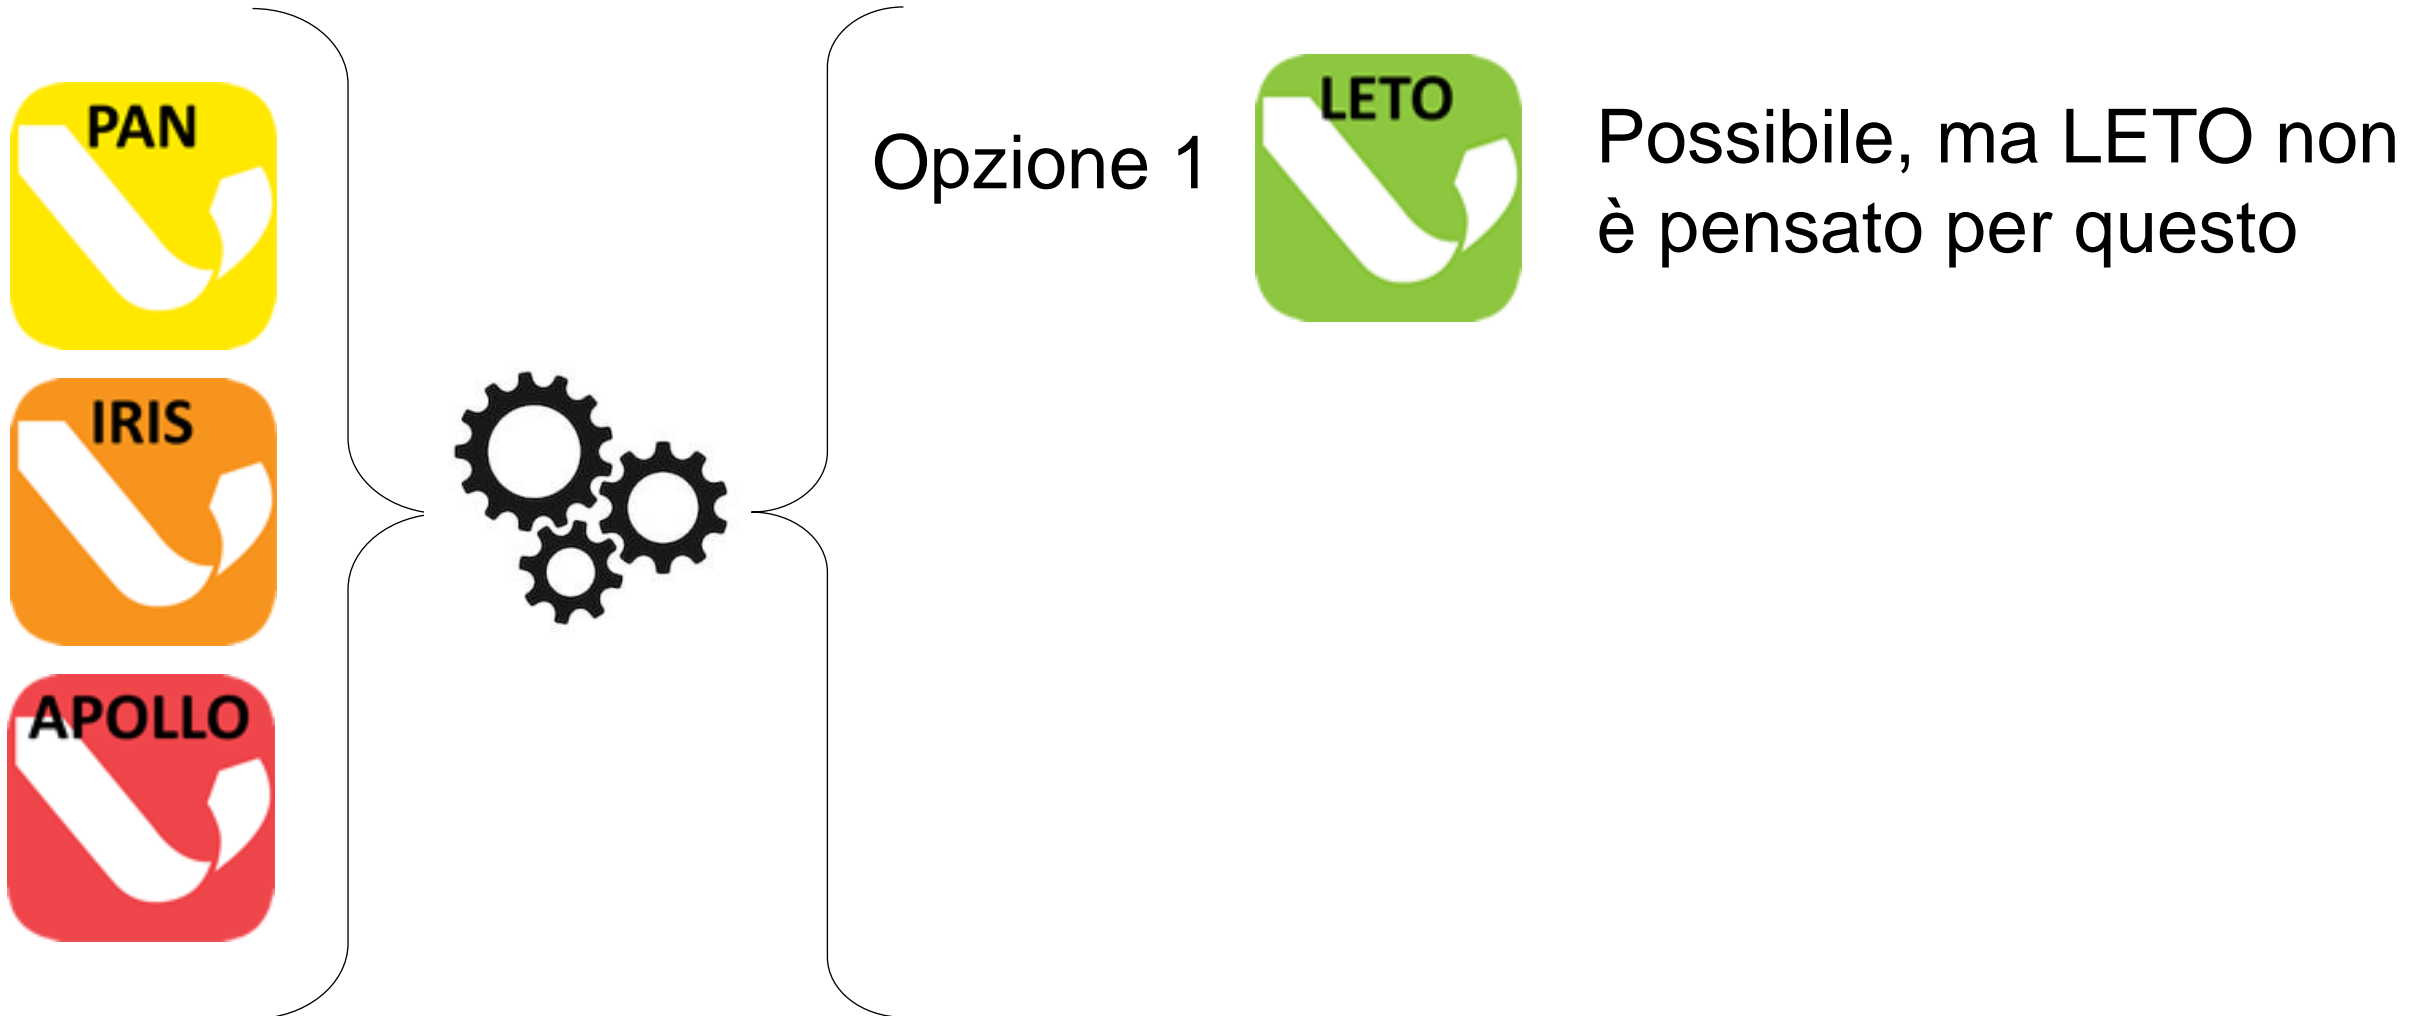 PAN
IRIS
APOLLO
Opzione 1
LETO
Possibile, ma LETO non
è pensato per questo